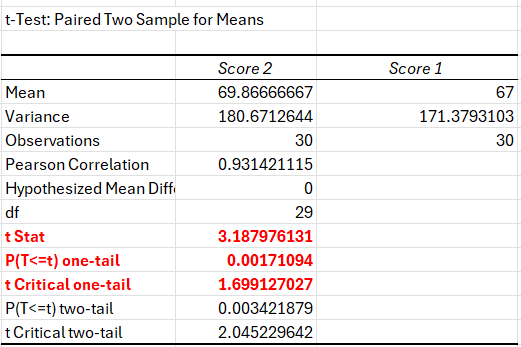 t-Test: Paired Two Sample for Means
Score 2 Score 1
Mean 69.86666667 67
Variance 180.6712644 171.3793103
Observations 30 30
Pearson Correlation 0.931421115
Hypothesized Mean Diff 0
df 29
t Stat 3.187976131
P(T<=t) one-tail 0.00171094
t Critical one-tail 1.699127027
P(T<=t) two-tail 0.003421879
t Critical two-tail 2.045229642